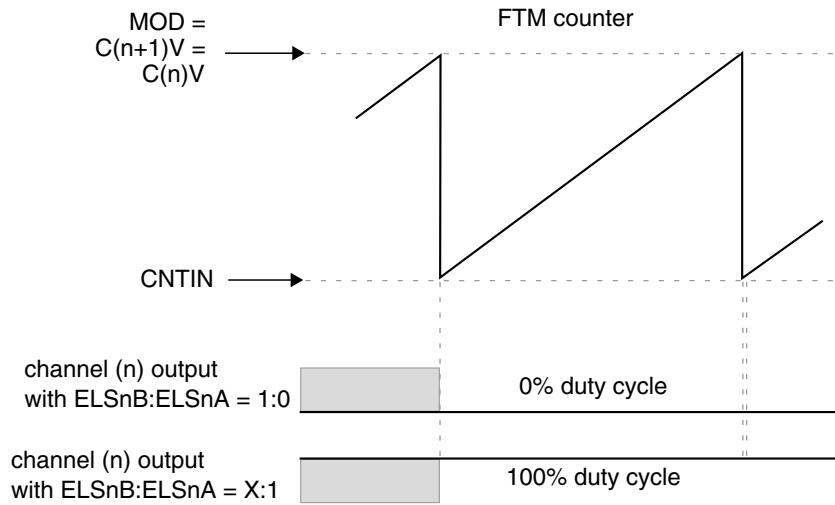 FTM counter
MOD =
C(n+1)V =
C(n)V
CNTIN
channel (n) output
with ELSnB:ELSnA = 1:0
0% duty cycle
channel (n) output
with ELSnB:ELSnA = X:1
100% duty cycle